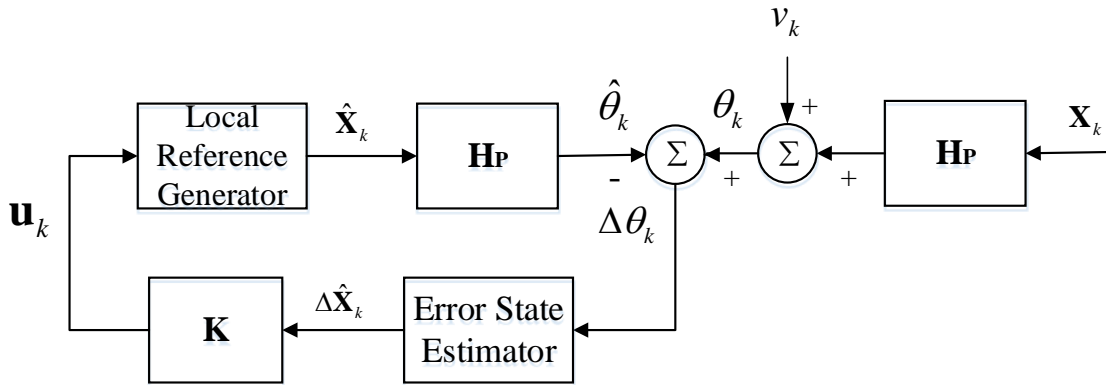 v_k
Local
Reference
Generator
X̂_k
H_P
θ̂_k
Σ
θ_k
Σ
+
H_P
X_k
-
+
+
Δθ_k
u_k
K
ΔX̂_k
Error State
Estimator